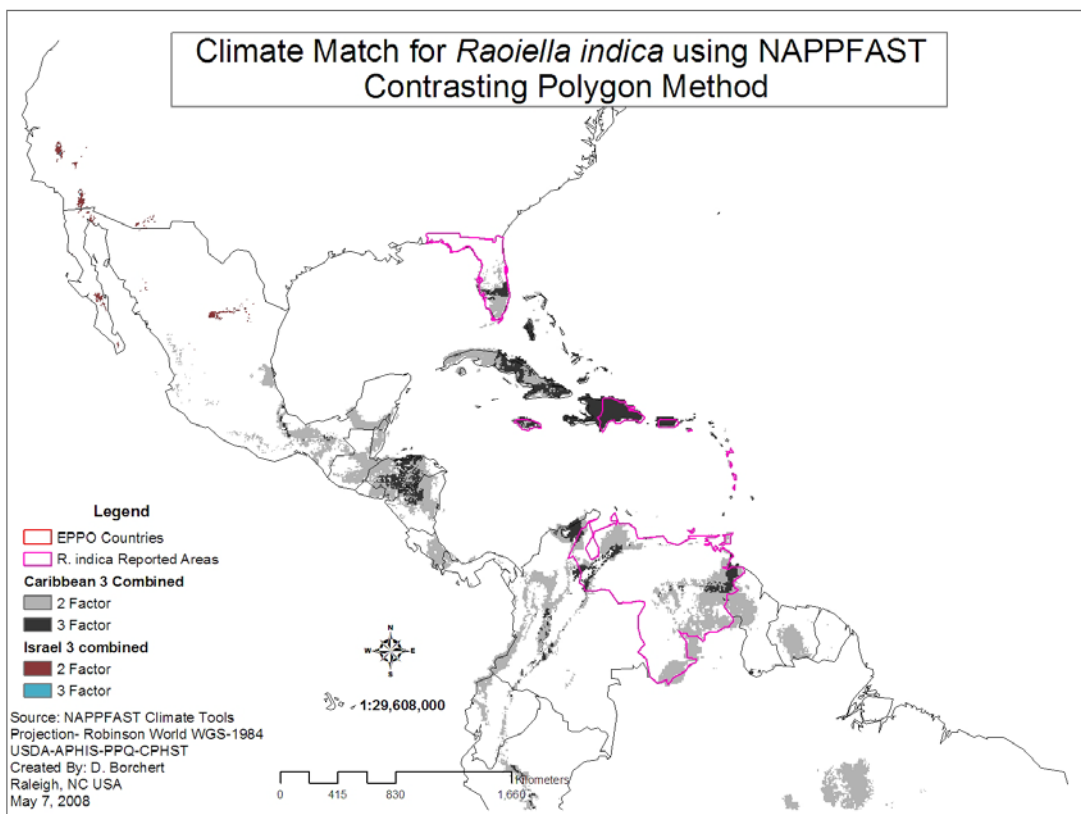 Climate Match for Raoiella indica using NAPPFAST
Contrasting Polygon Method
Legend
EPPO Countries
R. indica Reported Areas
Caribbean 3 Combined
2 Factor
3 Factor
Israel 3 combined
2 Factor
3 Factor
N
W E
S
1:29,608,000
Source: NAPPFAST Climate Tools
Projection- Robinson World WGS-1984
USDA-APHIS-PPQ-CPHST
Created By: D. Borchert
Raleigh, NC USA
May 7, 2008
Kilometers
0 415 830 1,660